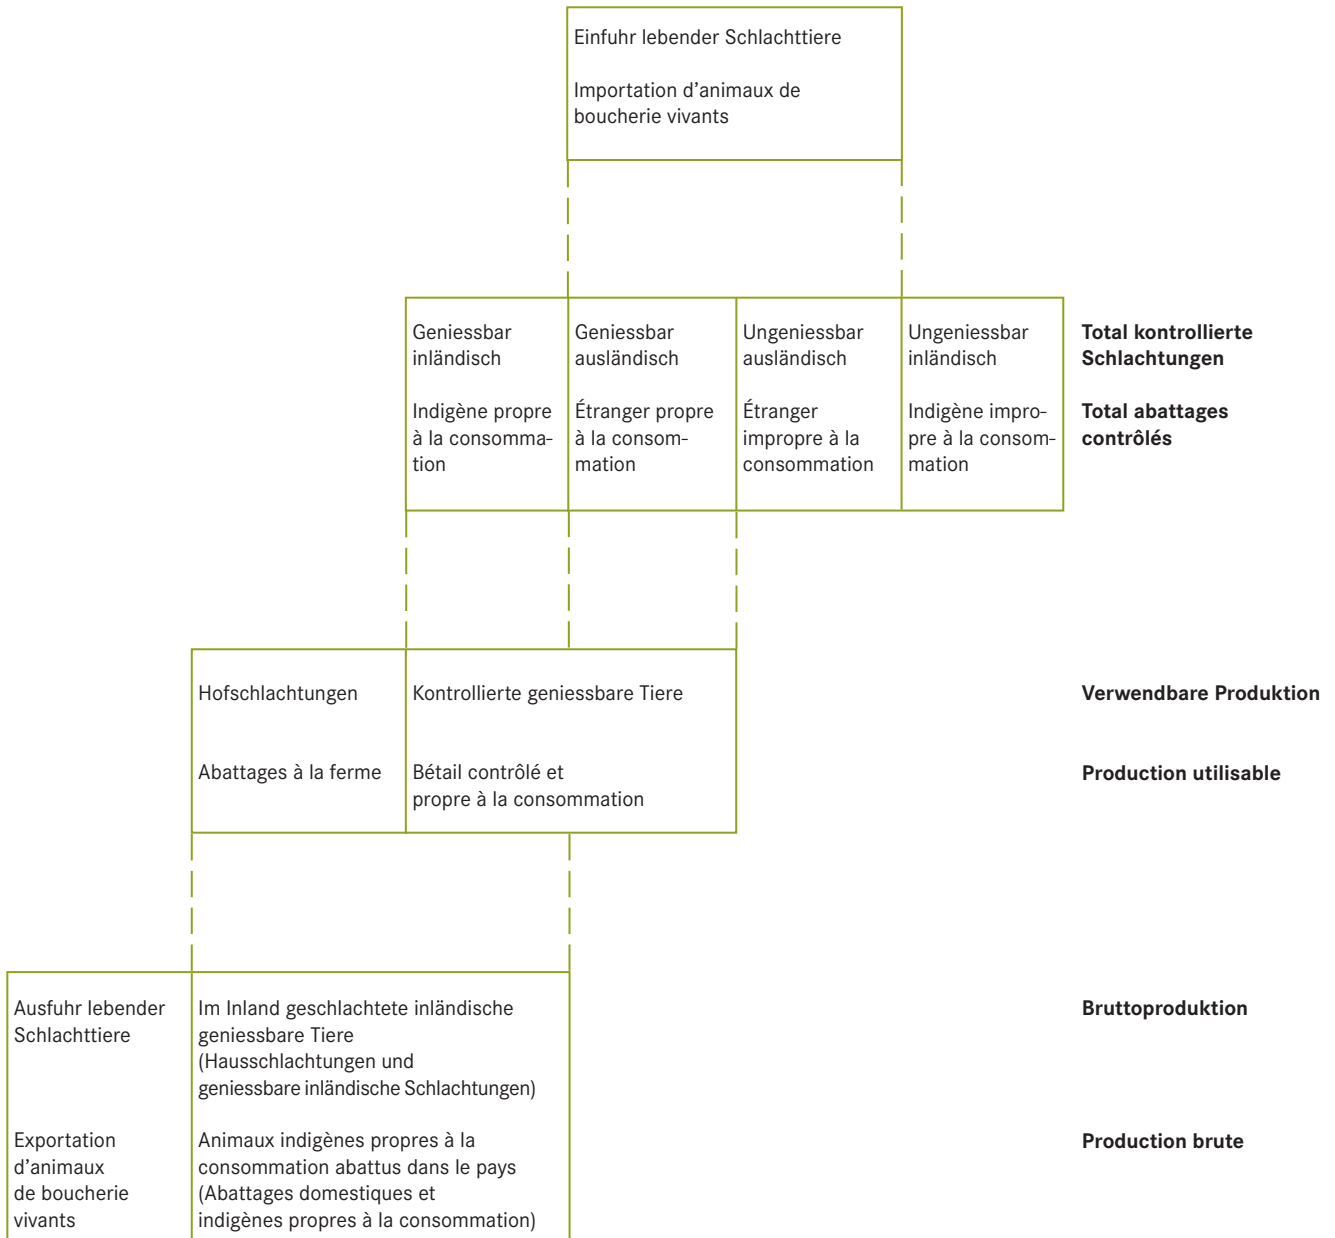 Einfuhr lebender Schlachttiere
Importation d'animaux de
boucherie vivants
Geniessbar
inländisch
Indigène propre
à la consomma-
tion
Geniessbar
ausländisch
Étranger propre
à la consom-
mation
Ungeniessbar
ausländisch
Étranger
impropre à la
consommation
Ungeniessbar
inländisch
Indigène impro-
pre à la consom-
mation
Total kontrollierte
Schlachtungen
Total abattages
contrôlés
Hofschlachtungen
Abattages à la ferme
Kontrollierte geniessbare Tiere
Bétail contrôlé et
propre à la consommation
Verwendbare Produktion
Production utilisable
Ausfuhr lebender
Schlachttiere
Exportation
d'animaux
de boucherie
vivants
Im Inland geschlachtete inländische
geniessbare Tiere
(Hausschlachtungen und
geniessbare inländische Schlachtungen)
Animaux indigènes propres à la
consommation abattus dans le pays
(Abattages domestiques et
indigènes propres à la consommation)
Bruttoproduktion
Production brute